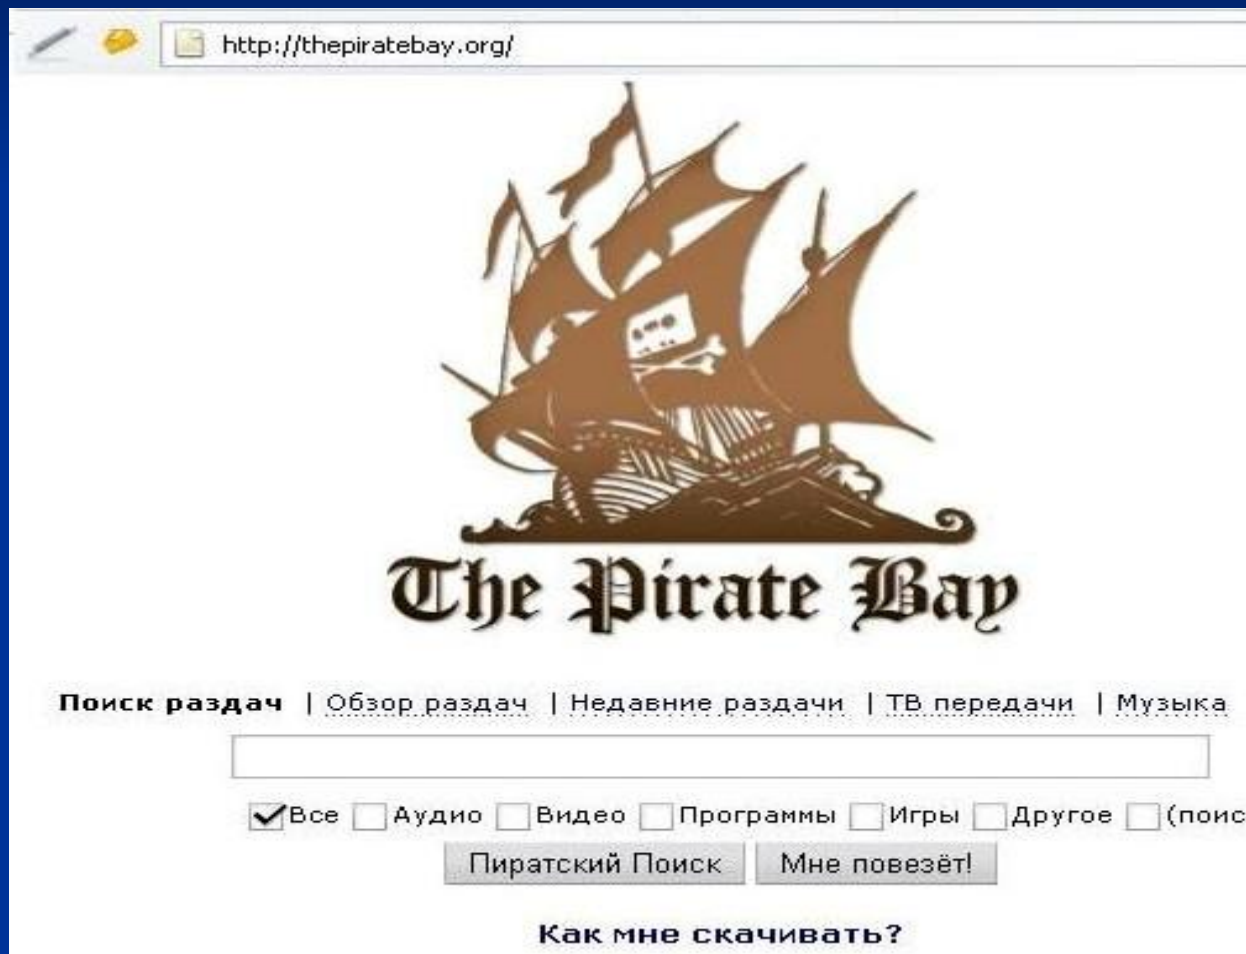 http://thepiratebay.org/
The Pirate Bay
Поиск раздач | Обзор раздач | Недавние раздачи | ТВ передачи | Музыка
Все Аудио Видео Программы Игры Другое (поис
Пиратский Поиск Мне повезёт!
Как мне скачивать?